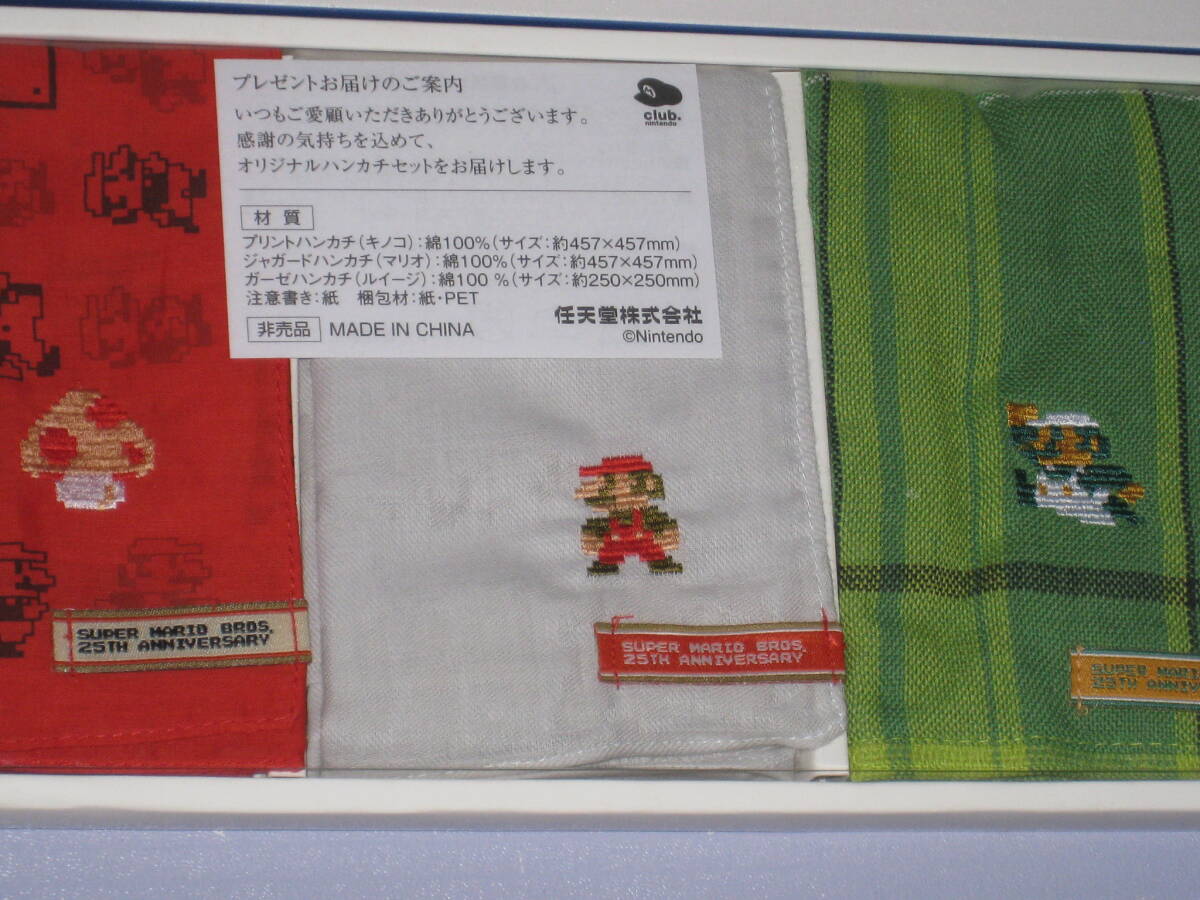 プレゼントお届けのご案内
いつもご愛顧いただきありがとうございます。
感謝の気持ちを込めて、
オリジナルハンカチセットをお届けします。
club.
nintendo
材 質
プリントハンカチ(キノコ):綿100%(サイズ:約457×457mm)
ジャガードハンカチ(マリオ):綿100%(サイズ:約457×457mm)
ガーゼハンカチ(ルイージ):綿100 %(サイズ:約250×250mm)
注意書き:紙 梱包材:紙・PET
非売品 MADE IN CHINA
任天堂株式会社
©Nintendo
SUPER MARIO BROS.
25TH ANNIVERSARY
SUPER MARIO BROS.
25TH ANNIVERSARY
SUPER MARI
25TH ANNIV